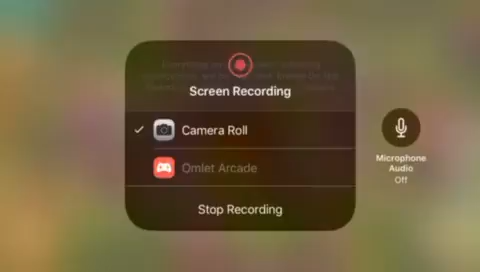 Screen Recording
Camera Roll
Omlet Arcade
Stop Recording
Microphone
Audio
Off